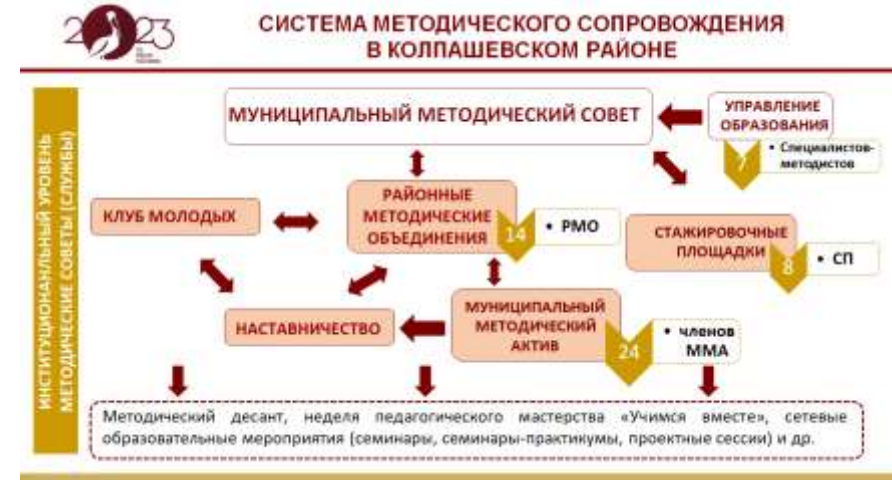 2023
СИСТЕМА МЕТОДИЧЕСКОГО СОПРОВОЖДЕНИЯ
В КОЛПАШЕВСКОМ РАЙОНЕ
ИНСТИТУЦИОНАНЛЬНЫЙ УРОВЕНЬ
МЕТОДИЧЕСКИЕ СОВЕТЫ (СЛУЖБЫ)
МУНИЦИПАЛЬНЫЙ МЕТОДИЧЕСКИЙ СОВЕТ
УПРАВЛЕНИЕ
ОБРАЗОВАНИЯ
7
• Специалистов-
методистов
КЛУБ МОЛОДЫХ
РАЙОННЫЕ
МЕТОДИЧЕСКИЕ
ОБЪЕДИНЕНИЯ
14
• РМО
СТАЖИРОВОЧНЫЕ
ПЛОЩАДКИ
8
• СП
НАСТАВНИЧЕСТВО
МУНИЦИПАЛЬНЫЙ
МЕТОДИЧЕСКИЙ
АКТИВ
24
• членов
ММА
Методический десант, неделя педагогического мастерства «Учимся вместе», сетевые
образовательные мероприятия (семинары, семинары-практикумы, проектные сессии) и др.